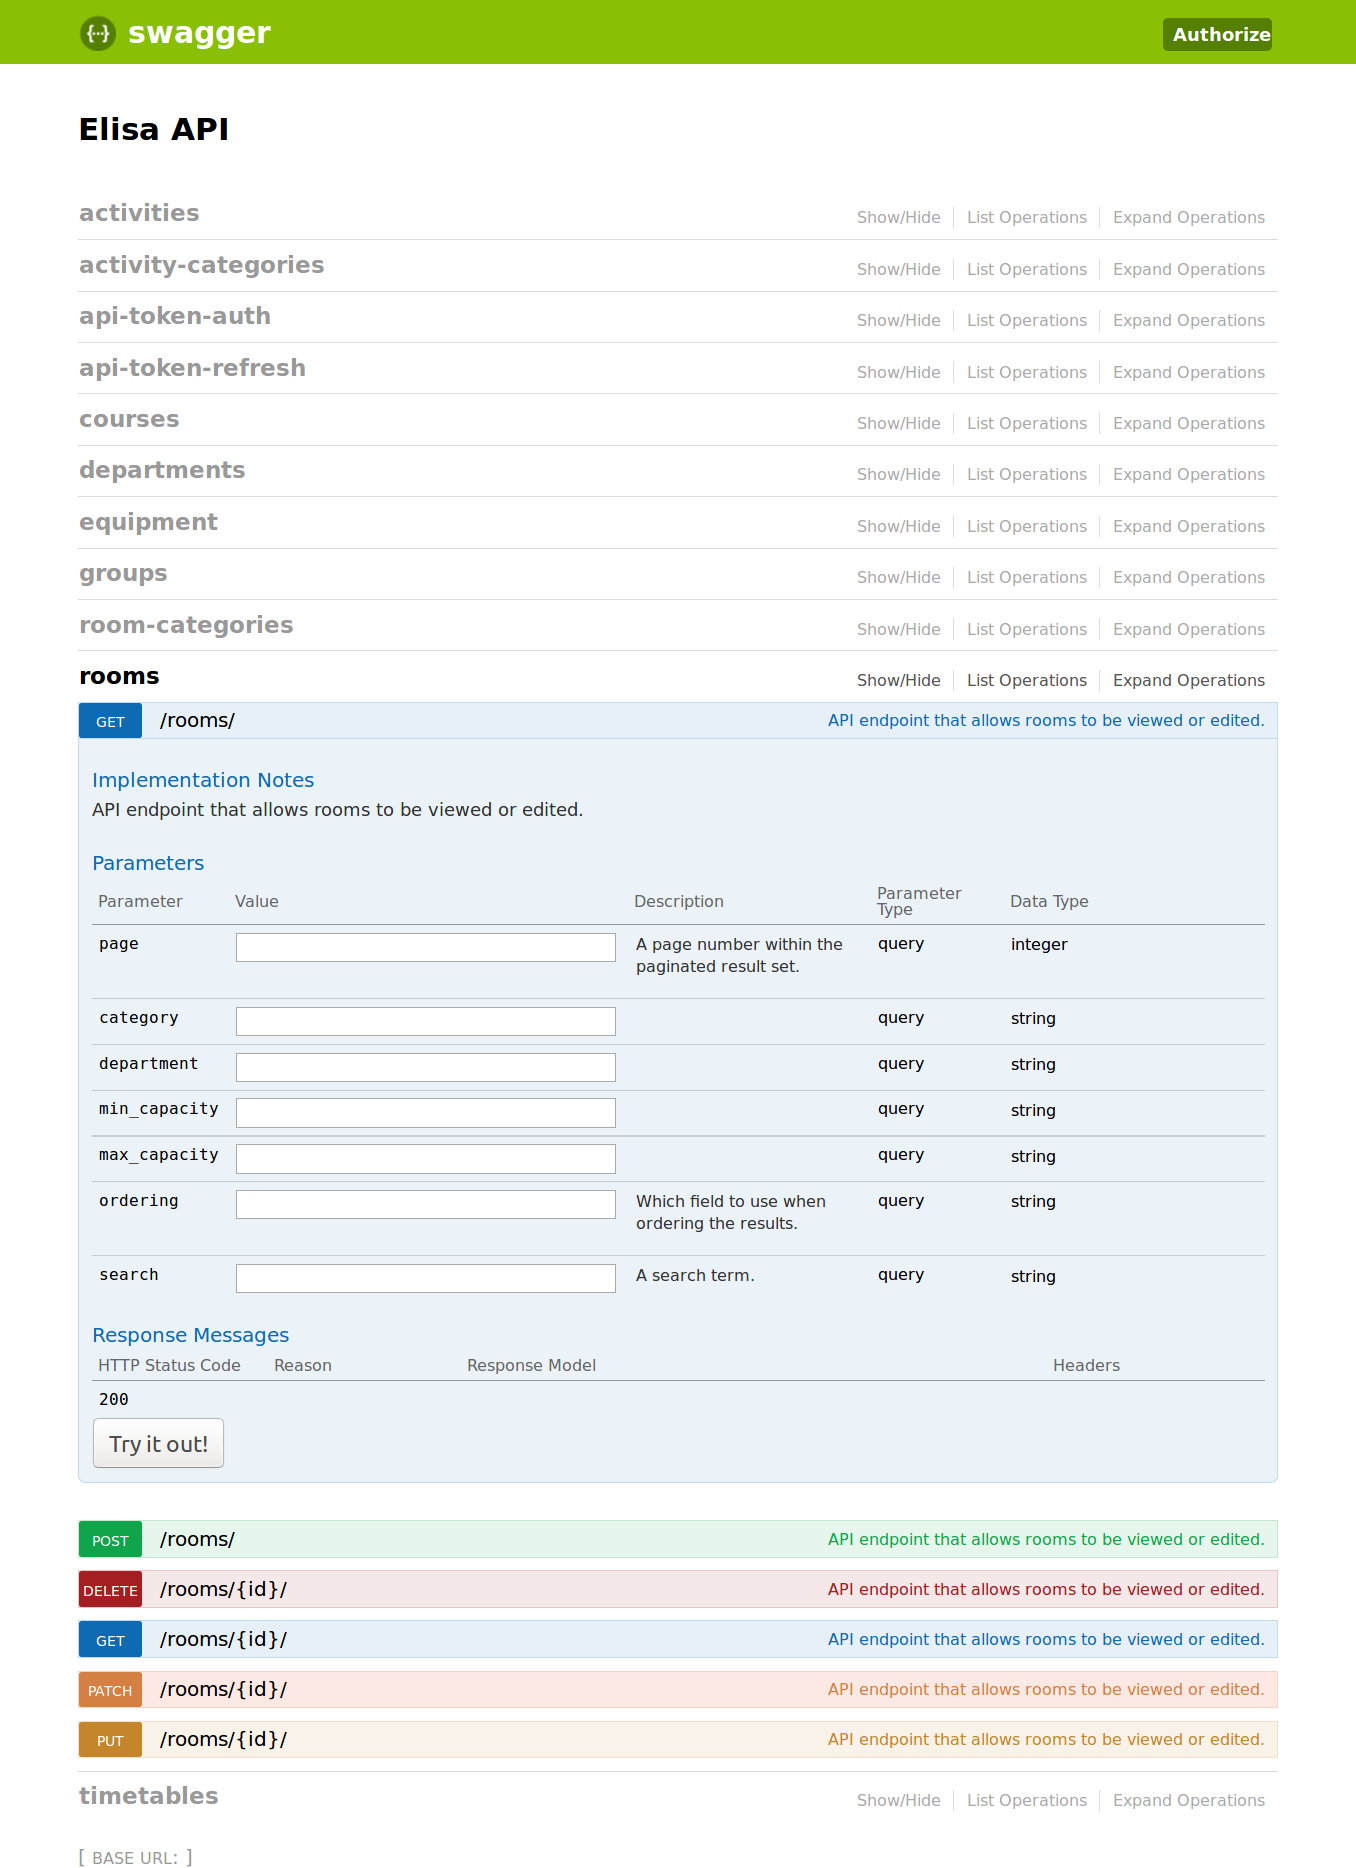 {···} swagger Authorize
Elisa API
activities Show/Hide List Operations Expand Operations
activity-categories Show/Hide List Operations Expand Operations
api-token-auth Show/Hide List Operations Expand Operations
api-token-refresh Show/Hide List Operations Expand Operations
courses Show/Hide List Operations Expand Operations
departments Show/Hide List Operations Expand Operations
equipment Show/Hide List Operations Expand Operations
groups Show/Hide List Operations Expand Operations
room-categories Show/Hide List Operations Expand Operations
rooms Show/Hide List Operations Expand Operations
GET /rooms/ API endpoint that allows rooms to be viewed or edited.
Implementation Notes
API endpoint that allows rooms to be viewed or edited.
Parameters
Parameter Value Description Parameter Type Data Type
page A page number within the query integer
paginated result set.
category query string
department query string
min_capacity query string
max_capacity query string
ordering Which field to use when query string
ordering the results.
search A search term. query string
Response Messages
HTTP Status Code Reason Response Model Headers
200
Try it out!
POST /rooms/ API endpoint that allows rooms to be viewed or edited.
DELETE /rooms/{id}/ API endpoint that allows rooms to be viewed or edited.
GET /rooms/{id}/ API endpoint that allows rooms to be viewed or edited.
PATCH /rooms/{id}/ API endpoint that allows rooms to be viewed or edited.
PUT /rooms/{id}/ API endpoint that allows rooms to be viewed or edited.
timetables Show/Hide List Operations Expand Operations
[ BASE URL: ]